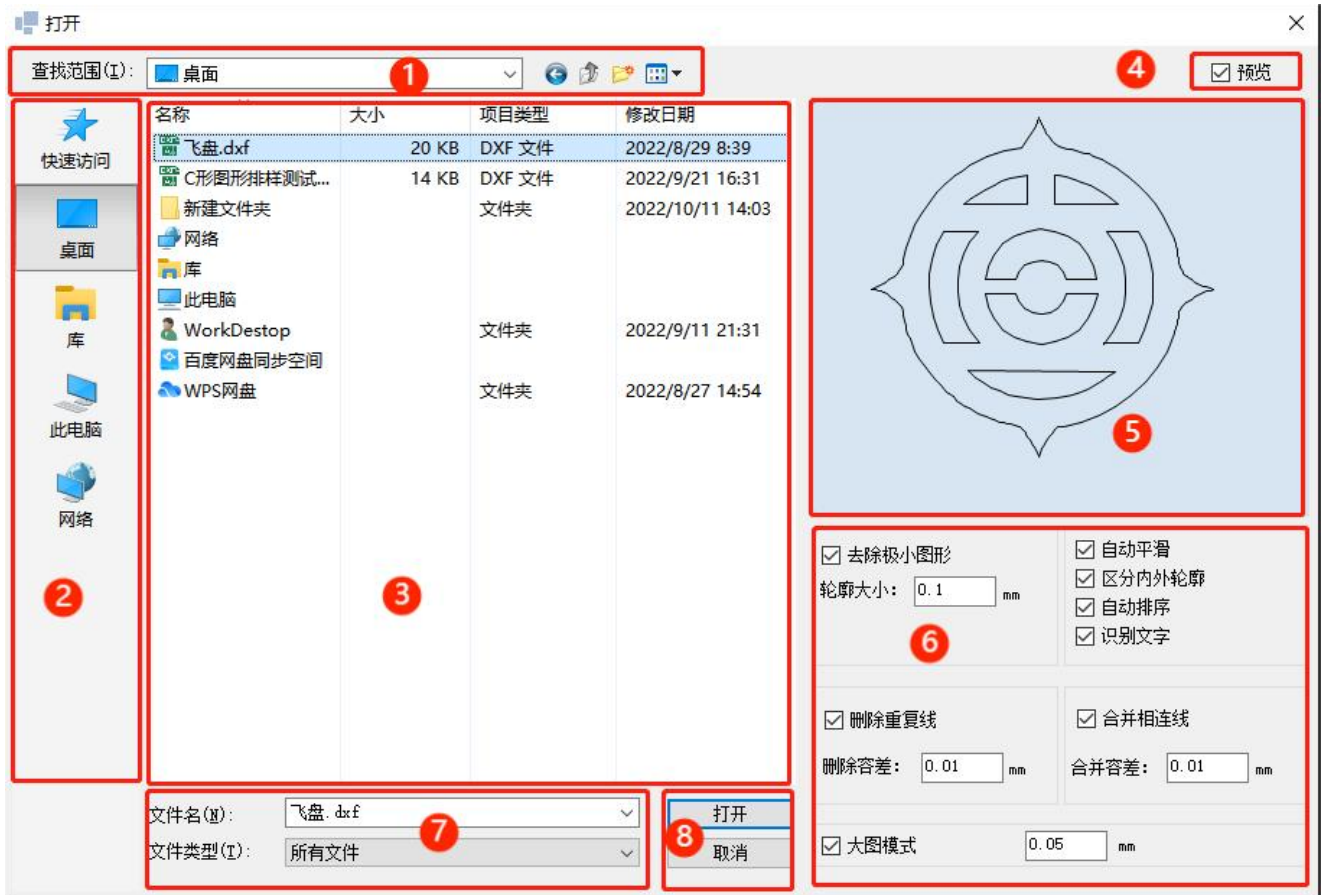 打开
查找范围(I): 桌面 1
4 预览
快速访问
桌面
库
此电脑
网络
2
名称 大小 项目类型 修改日期
飞盘.dxf 20 KB DXF 文件 2022/8/29 8:39
C形图形排样测试... 14 KB DXF 文件 2022/9/21 16:31
新建文件夹 文件夹 2022/10/11 14:03
网络
库
此电脑
WorkDestop 文件夹 2022/9/11 21:31
百度网盘同步空间
WPS网盘 文件夹 2022/8/27 14:54
3
5
去除极小图形
轮廓大小: 0.1 mm
6
自动平滑
区分内外轮廓
自动排序
识别文字
删除重复线
删除容差: 0.01 mm
合并相连线
合并容差: 0.01 mm
大图模式 0.05 mm
文件名(N): 飞盘.dxf
文件类型(T): 所有文件
7
打开
8
取消